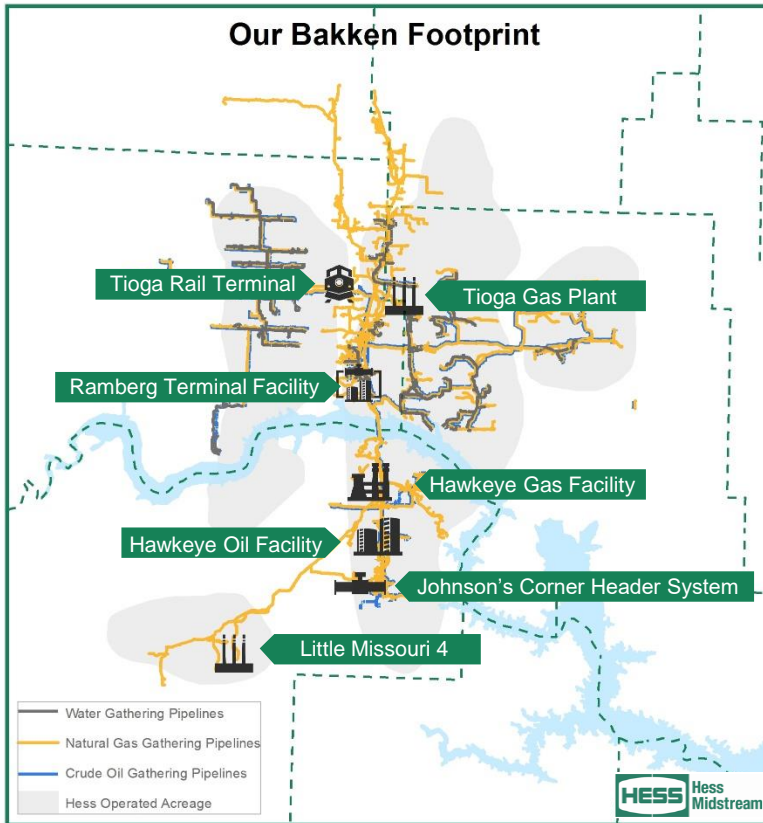 Our Bakken Footprint
Tioga Rail Terminal
Tioga Gas Plant
Ramberg Terminal Facility
Hawkeye Gas Facility
Hawkeye Oil Facility
Johnson’s Corner Header System
Little Missouri 4
Water Gathering Pipelines
Natural Gas Gathering Pipelines
Crude Oil Gathering Pipelines
Hess Operated Acreage
HESS
Hess
Midstream